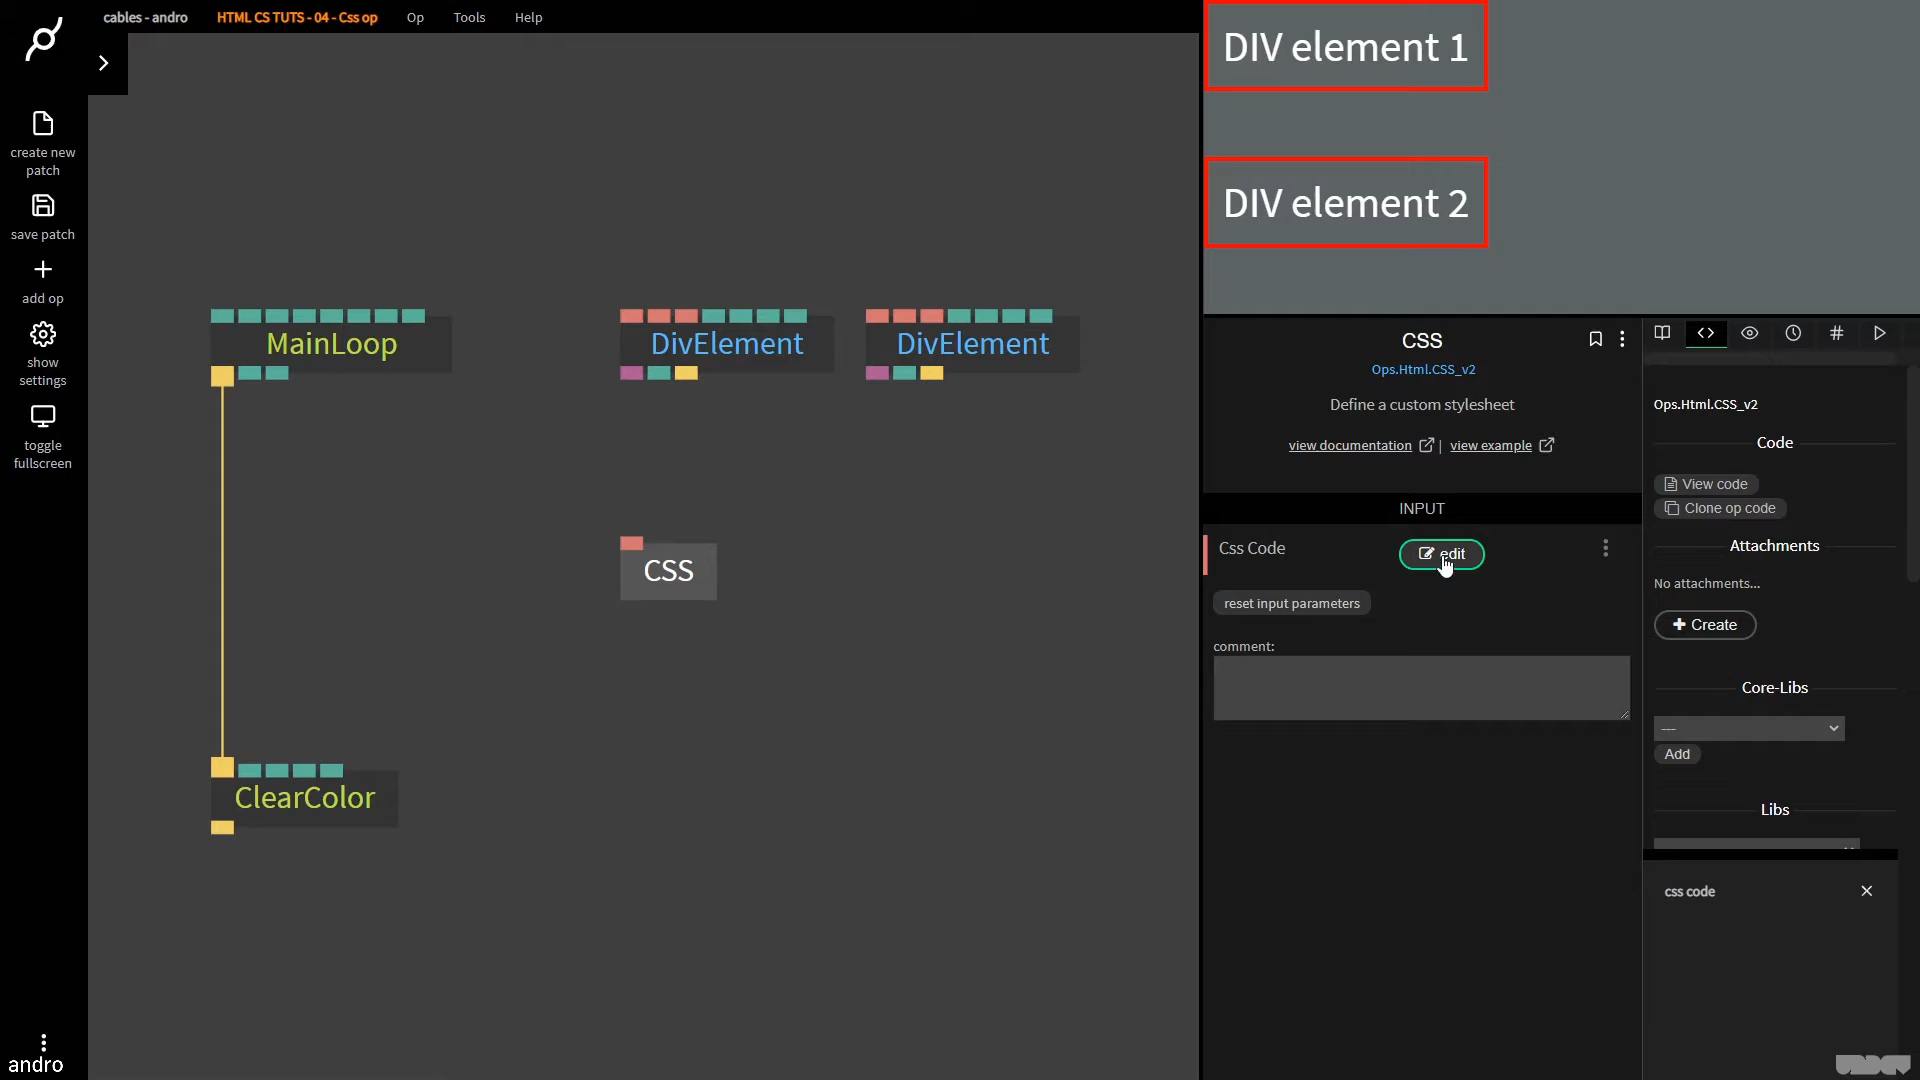 cables - andro
HTML CS TUTS - 04 - Css op
Op
Tools
Help
create new
patch
save patch
add op
show
settings
toggle
fullscreen
andro
MainLoop
DivElement
DivElement
CSS
ClearColor
DIV element 1
DIV element 2
CSS
Ops.Html.CSS_v2
Define a custom stylesheet
view documentation | view example
INPUT
Css Code
edit
reset input parameters
comment:
Ops.Html.CSS_v2
Code
View code
Clone op code
Attachments
No attachments...
Create
Core-Libs
---
Add
Libs
css code